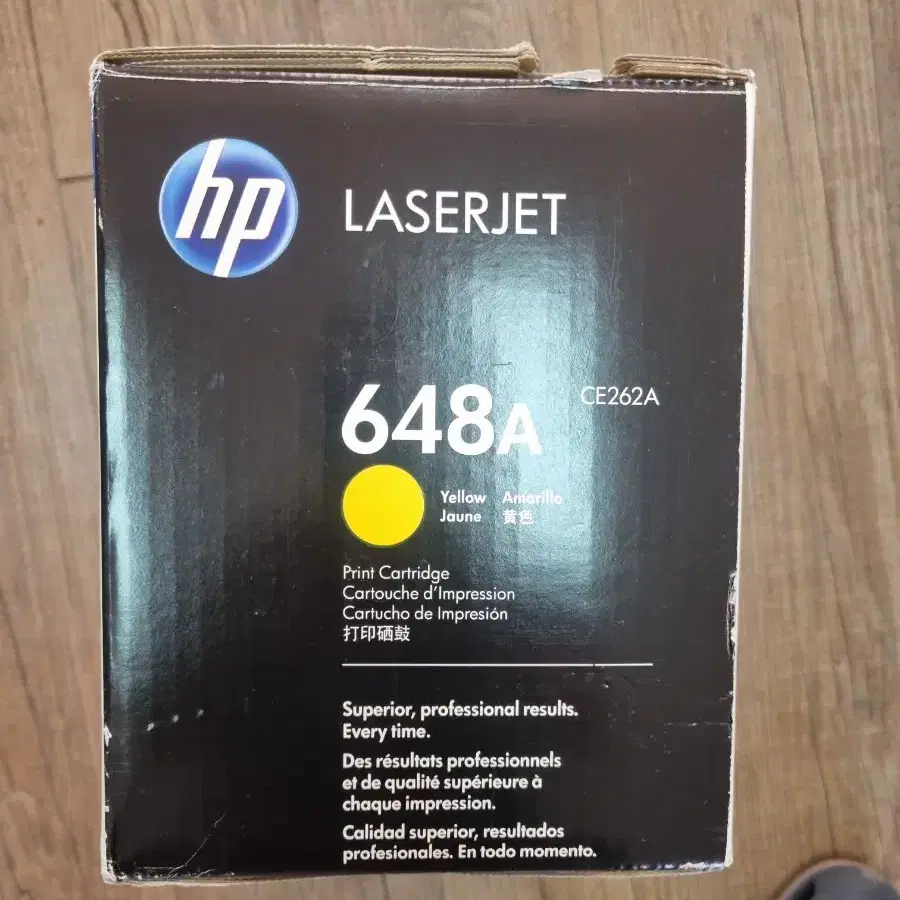 hp
LASERJET
648A
CE262A
Yellow Amarillo
Jaune 黄色
Print Cartridge
Cartouche d'Impression
Cartucho de Impresión
打印硒鼓
Superior, professional results.
Every time.
Des résultats professionnels
et de qualité supérieure à
chaque impression.
Calidad superior, resultados
profesionales. En todo momento.